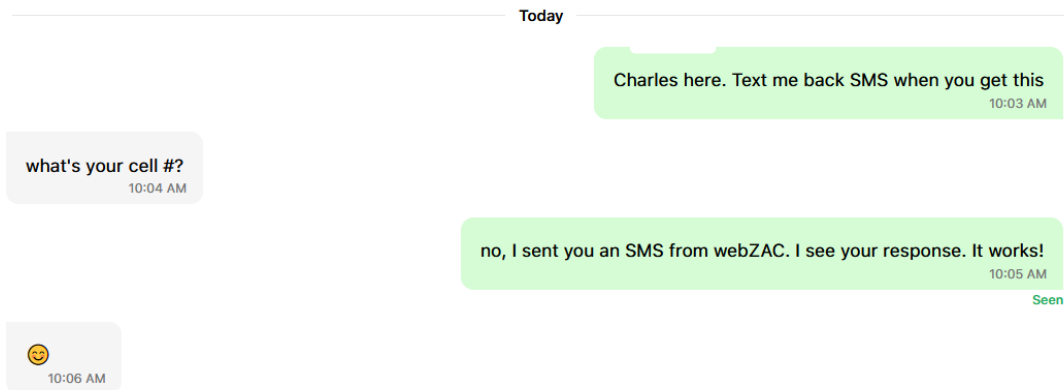 Today
Charles here. Text me back SMS when you get this
10:03 AM
what's your cell #?
10:04 AM
no, I sent you an SMS from webZAC. I see your response. It works!
10:05 AM
Seen
😊
10:06 AM